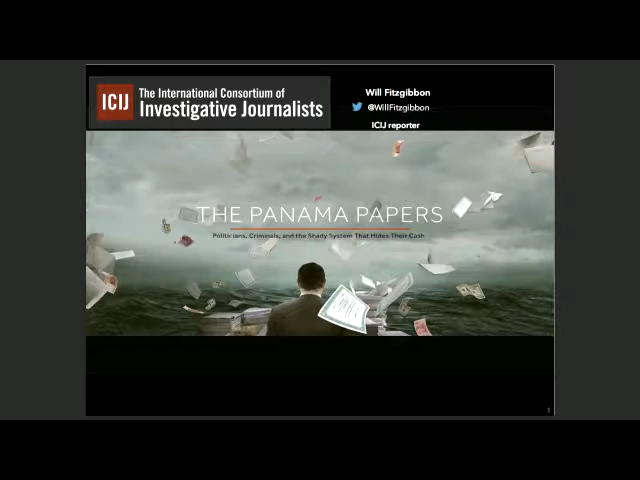 ICIJ
The International Consortium of
Investigative Journalists
Will Fitzgibbon
@WillFitzgibbon
ICIJ reporter
THE PANAMA PAPERS
Politicians, Criminals, and the Shady System That Hides Their Cash
1